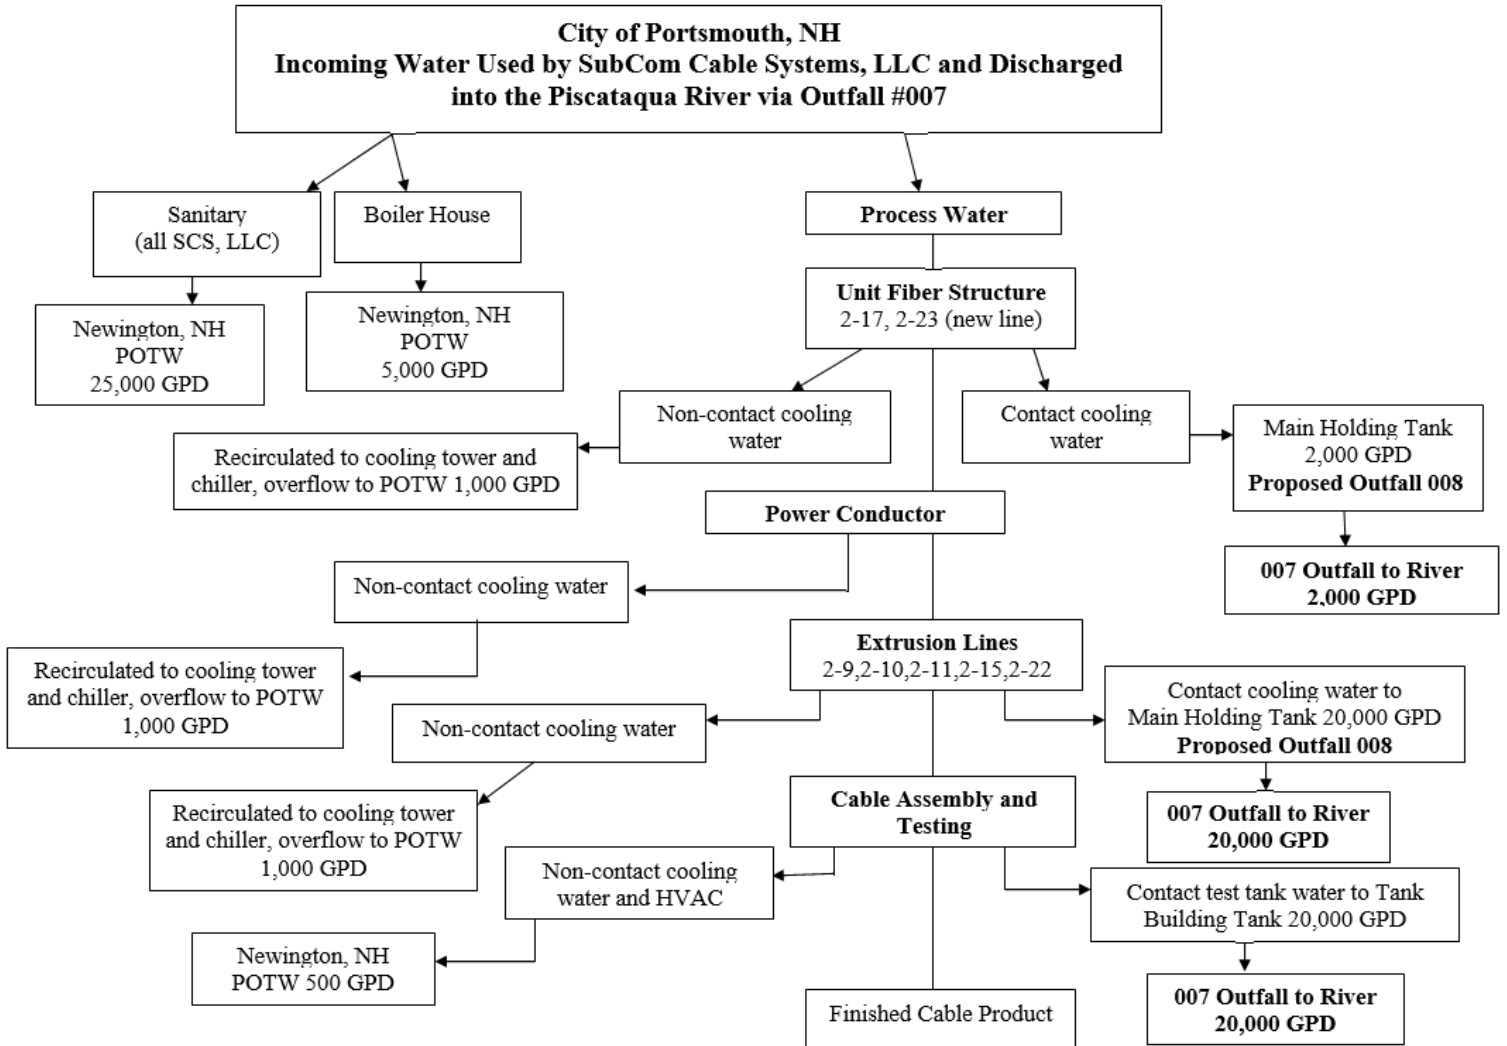 City of Portsmouth, NH
Incoming Water Used by SubCom Cable Systems, LLC and Discharged
into the Piscataqua River via Outfall #007
Sanitary
(all SCS, LLC)
Boiler House
Process Water
Newington, NH
POTW
25,000 GPD
Newington, NH
POTW
5,000 GPD
Unit Fiber Structure
2-17, 2-23 (new line)
Non-contact cooling
water
Contact cooling
water
Main Holding Tank
2,000 GPD
Proposed Outfall 008
Recirculated to cooling tower and
chiller, overflow to POTW 1,000 GPD
Power Conductor
007 Outfall to River
2,000 GPD
Non-contact cooling water
Recirculated to cooling tower
and chiller, overflow to POTW
1,000 GPD
Extrusion Lines
2-9,2-10,2-11,2-15,2-22
Contact cooling water to
Main Holding Tank 20,000 GPD
Proposed Outfall 008
Non-contact cooling water
007 Outfall to River
20,000 GPD
Recirculated to cooling tower
and chiller, overflow to POTW
1,000 GPD
Cable Assembly and
Testing
Non-contact cooling
water and HVAC
Contact test tank water to Tank
Building Tank 20,000 GPD
Newington, NH
POTW 500 GPD
007 Outfall to River
20,000 GPD
Finished Cable Product